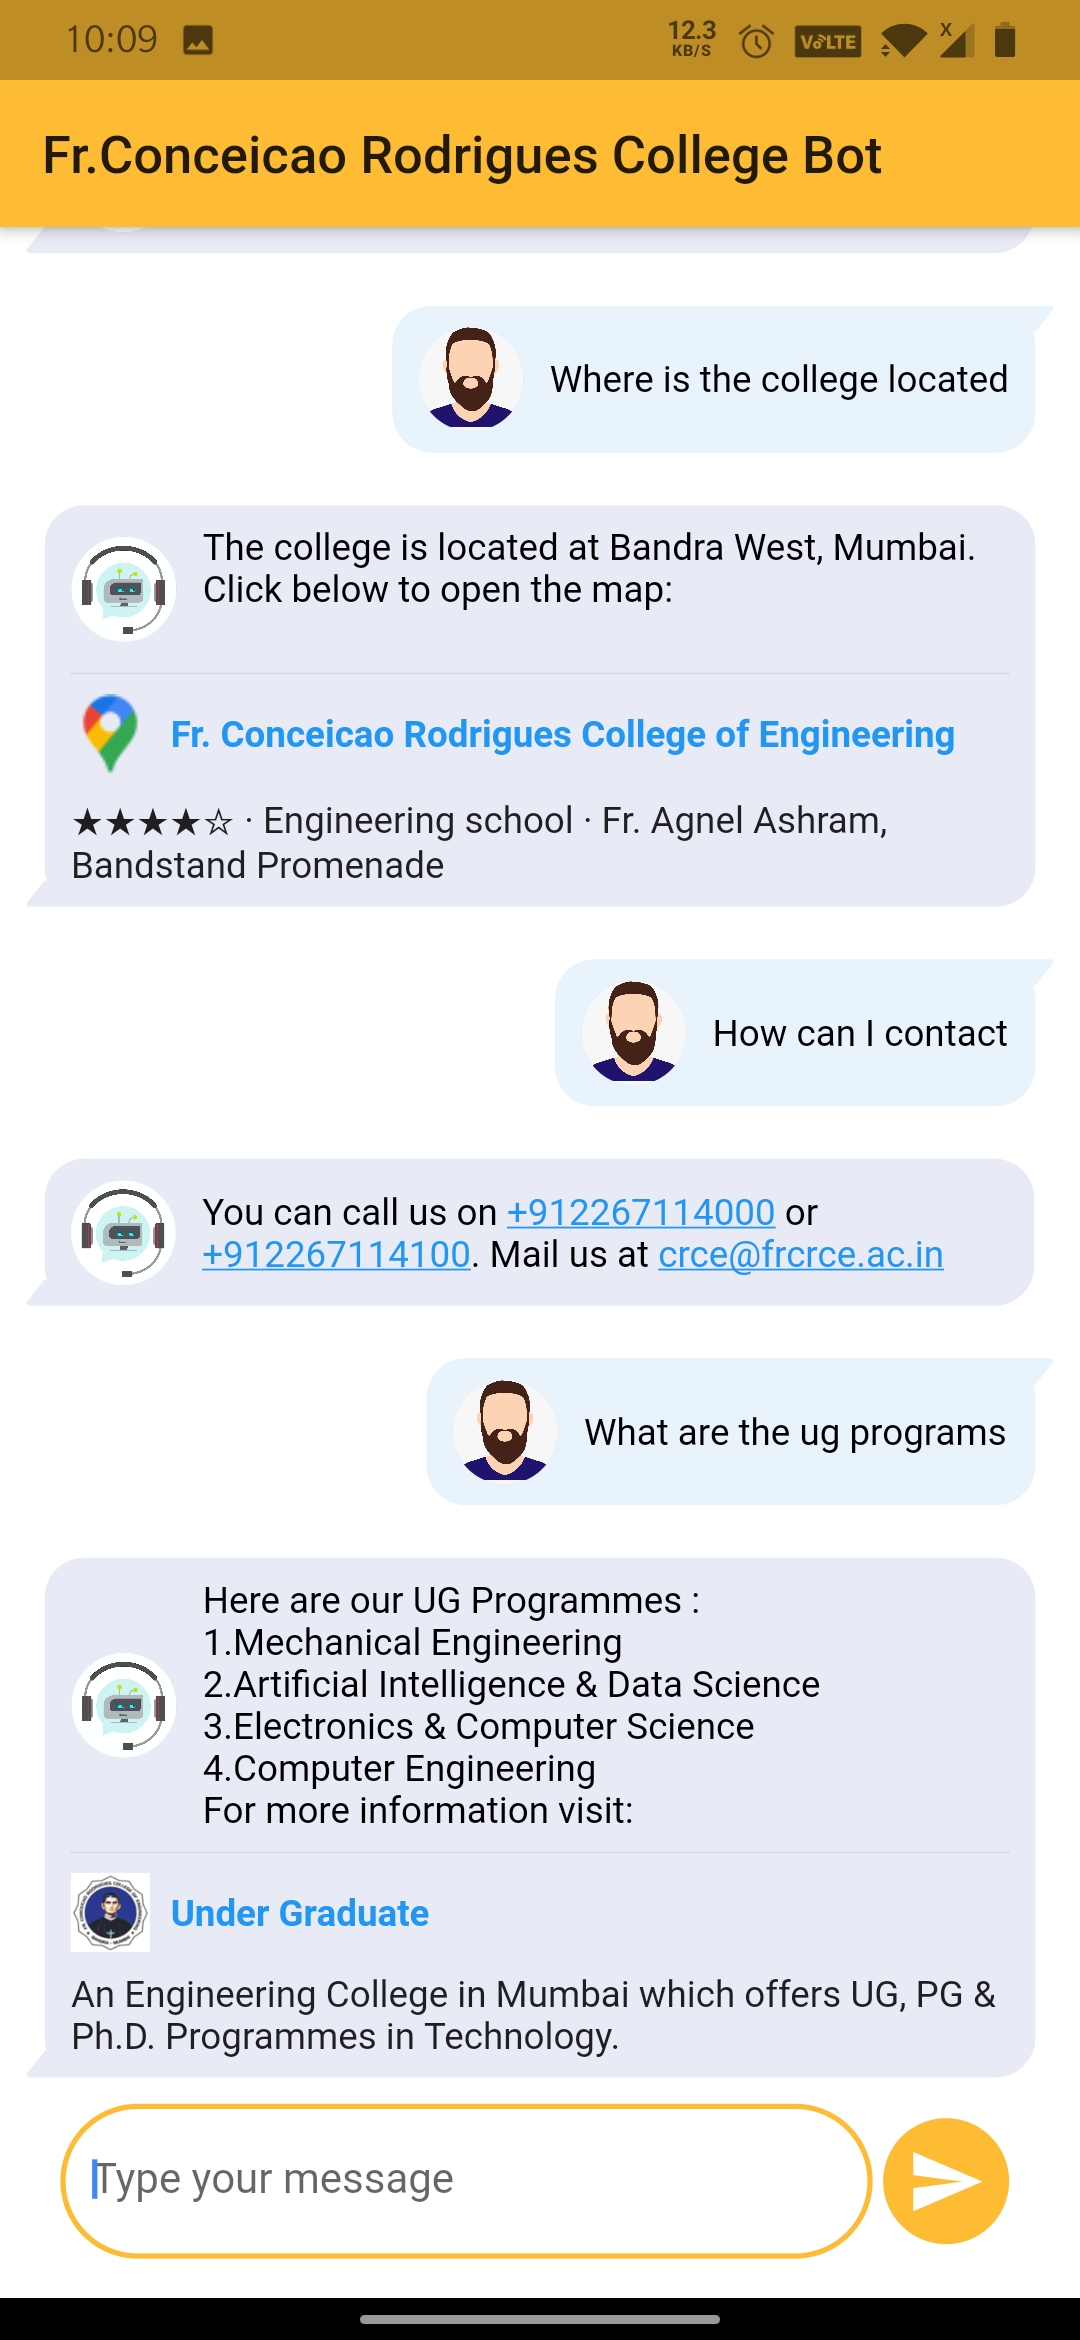 10:09
12.3
KB/S
VoLTE
X
Fr.Conceicao Rodrigues College Bot
Where is the college located
The college is located at Bandra West, Mumbai.
Click below to open the map:
Fr. Conceicao Rodrigues College of Engineering
★★★★☆ · Engineering school · Fr. Agnel Ashram,
Bandstand Promenade
How can I contact
You can call us on +912267114000 or
+912267114100. Mail us at crce@frcrce.ac.in
What are the ug programs
Here are our UG Programmes :
1.Mechanical Engineering
2.Artificial Intelligence & Data Science
3.Electronics & Computer Science
4.Computer Engineering
For more information visit:
Under Graduate
An Engineering College in Mumbai which offers UG, PG &
Ph.D. Programmes in Technology.
Type your message